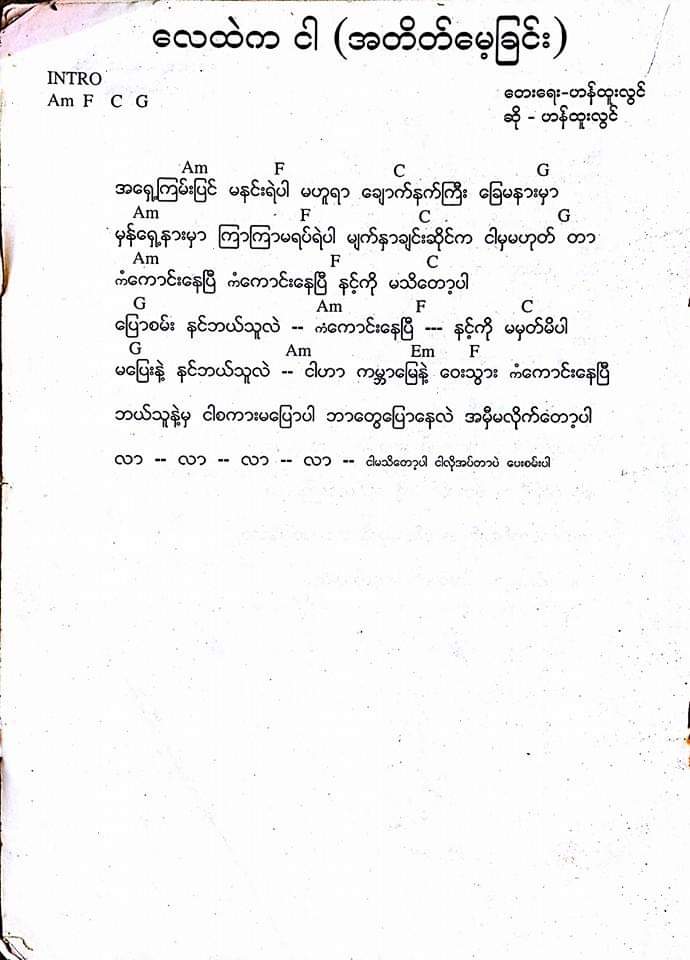 လေထဲက ငါ (အတိတ်မေ့ခြင်း)
INTRO
Am F C G
တေးရေး-ဟန်ထူးလွင်
ဆို - ဟန်ထူးလွင်
Am F C G
အရှေ့ကြမ်းပြင် မနင်းရဲပါ မဟူရာ ချောက်နက်ကြီး ခြေမနားမှာ
Am F C G
မှန်ရှေ့နားမှာ ကြာကြာမရပ်ရဲပါ မျက်နှာချင်းဆိုင်က ငါမှမဟုတ် တာ
Am F C
ကံကောင်းနေပြီ ကံကောင်းနေပြီ နင့်ကို မသိတော့ပါ
G Am F C
ပြောစမ်း နင်ဘယ်သူလဲ -- ကံကောင်းနေပြီ --- နင့်ကို မမှတ်မိပါ
G Am Em F
မပြေးနဲ့ နင်ဘယ်သူလဲ -- ငါဟာ ကမ္ဘာမြေနဲ့ ဝေးသွား ကံကောင်းနေပြီ
ဘယ်သူနဲ့မှ ငါစကားမပြောပါ ဘာတွေပြောနေလဲ အမှီမလိုက်တော့ပါ
လာ -- လာ -- လာ -- လာ -- ငါမသိတော့ပါ ငါလိုအပ်တာပဲ ပေးစမ်းပါ